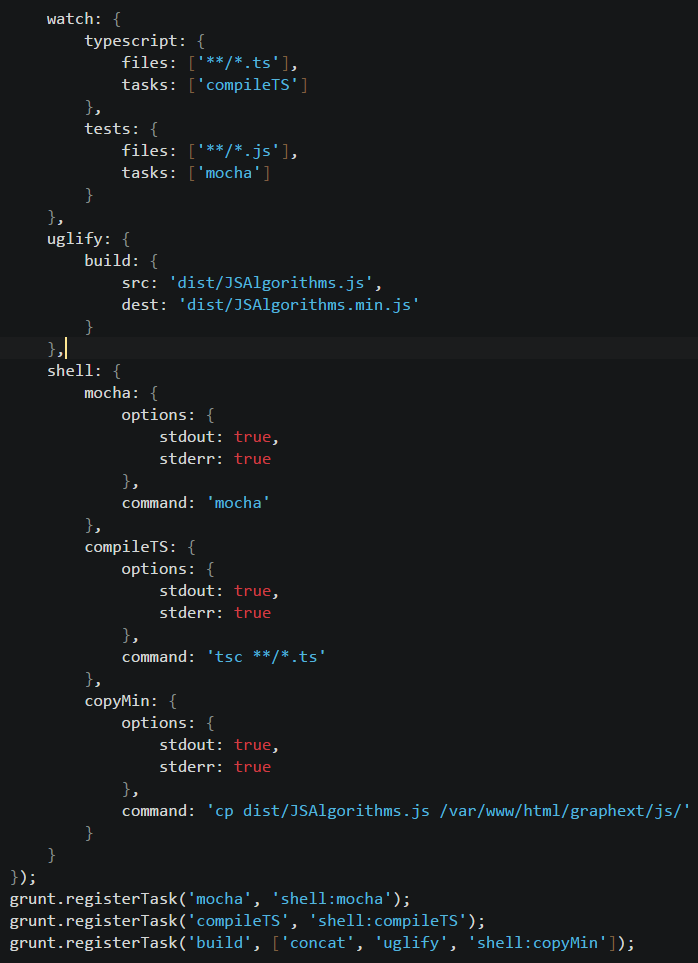 watch: {
typescript: {
files: ['**/*.ts'],
tasks: ['compileTS']
},
tests: {
files: ['**/*.js'],
tasks: ['mocha']
}
},
uglify: {
build: {
src: 'dist/JSAlgorithms.js',
dest: 'dist/JSAlgorithms.min.js'
}
},
shell: {
mocha: {
options: {
stdout: true,
stderr: true
},
command: 'mocha'
},
compileTS: {
options: {
stdout: true,
stderr: true
},
command: 'tsc **/*.ts'
},
copyMin: {
options: {
stdout: true,
stderr: true
},
command: 'cp dist/JSAlgorithms.js /var/www/html/graphext/js/'
}
}
});
grunt.registerTask('mocha', 'shell:mocha');
grunt.registerTask('compileTS', 'shell:compileTS');
grunt.registerTask('build', ['concat', 'uglify', 'shell:copyMin']);